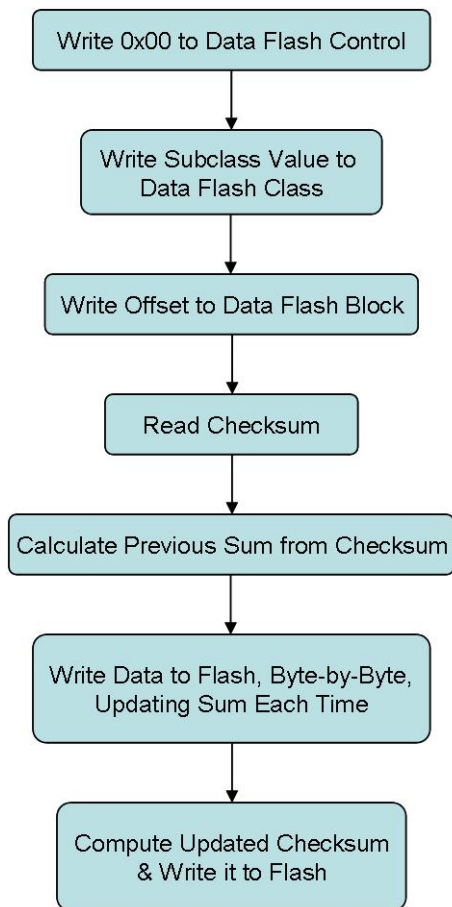 Write 0x00 to Data Flash Control
Write Subclass Value to
Data Flash Class
Write Offset to Data Flash Block
Read Checksum
Calculate Previous Sum from Checksum
Write Data to Flash, Byte-by-Byte,
Updating Sum Each Time
Compute Updated Checksum
& Write it to Flash